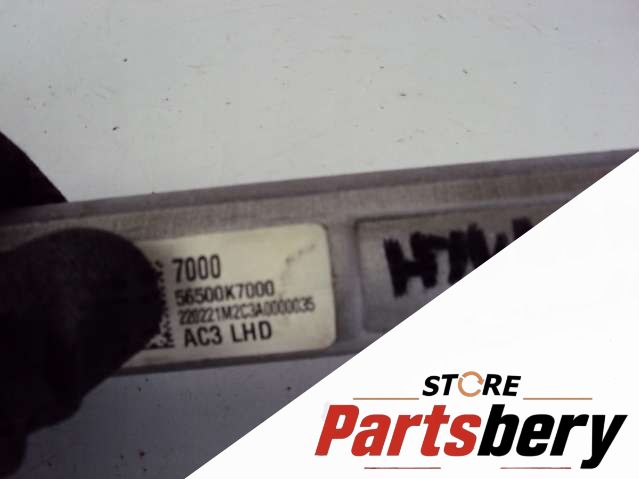 7000
56500K7000
220221M2C3A0000035
AC3 LHD
STORE
Partsbery